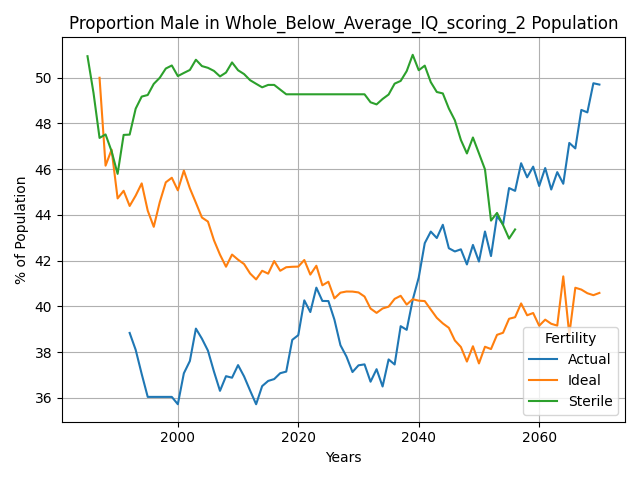 Proportion Male in Whole_Below_Average_IQ_scoring_2 Population
% of Population
50
48
46
44
42
40
38
36
2000
2020
2040
2060
Years
Fertility
Actual
Ideal
Sterile